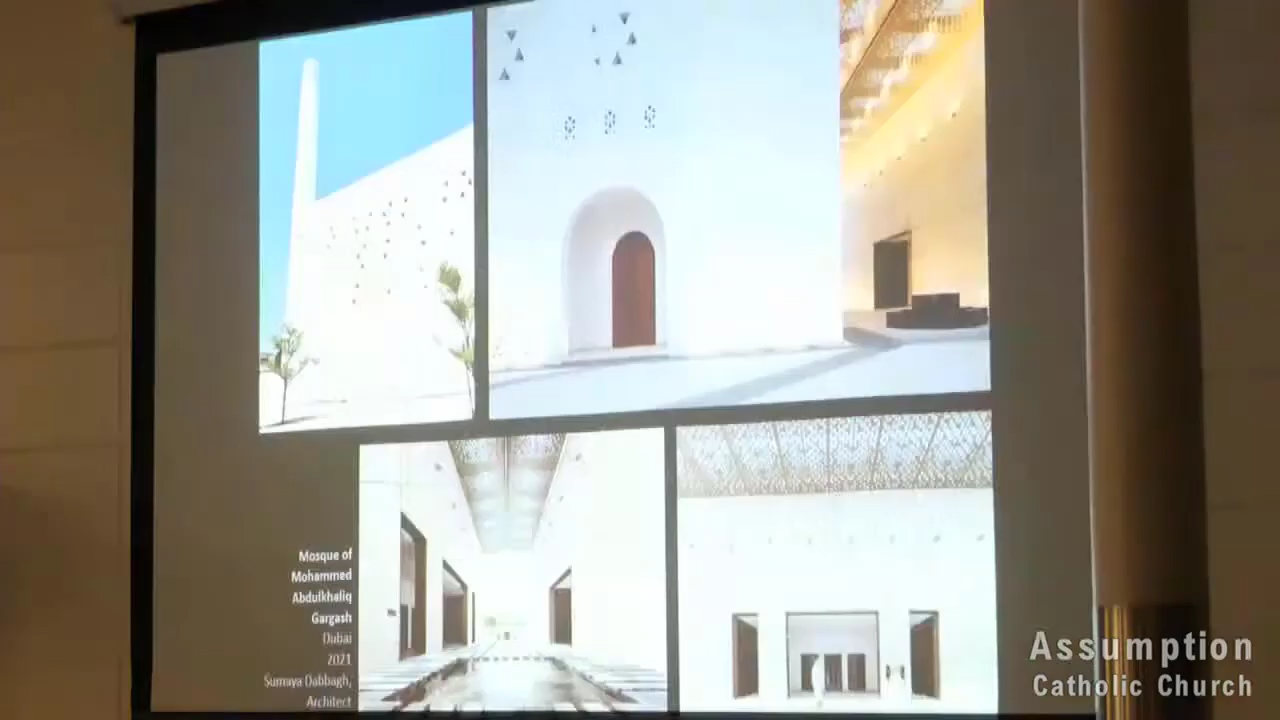 Mosque of
Mohammed
Abdulkhaliq
Gargash
Dubai
2021
Sumaya Dabbagh,
Architect
Assumption
Catholic Church